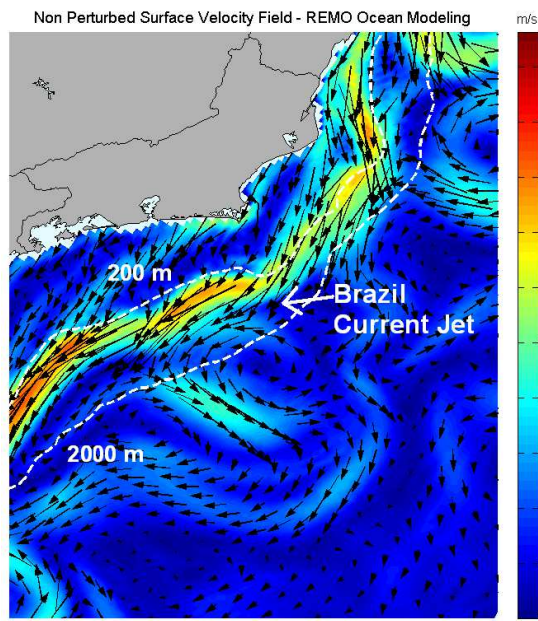 Non Perturbed Surface Velocity Field - REMO Ocean Modeling
m/s
200 m
Brazil
Current Jet
2000 m